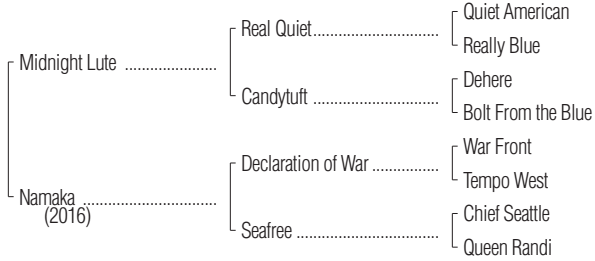 Quiet American
Real Quiet
Really Blue
Midnight Lute
Dehere
Candytuft
Bolt From the Blue
War Front
Declaration of War
Tempo West
Namaka
(2016)
Chief Seattle
Seafree
Queen Randi